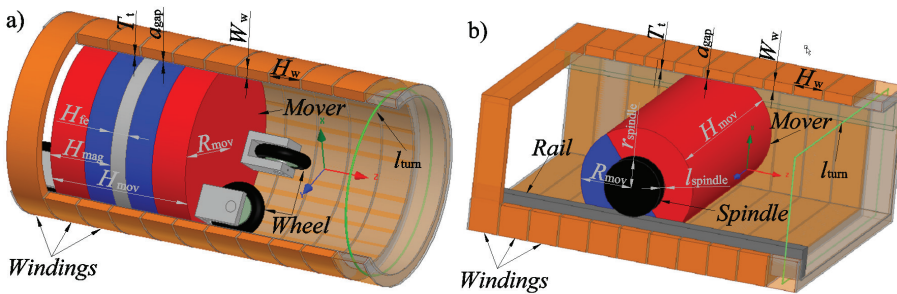 a)
T_t
a_gap
W_w
H_w
Mover
H_fe
R_mov
H_mag
l_turn
H_mov
Wheel
Windings
x
z
b)
T_t
a_gap
W_w
H_w
H_mov
Mover
r_spindle
Rail
l_turn
R_mov
l_spindle
Spindle
Windings
z